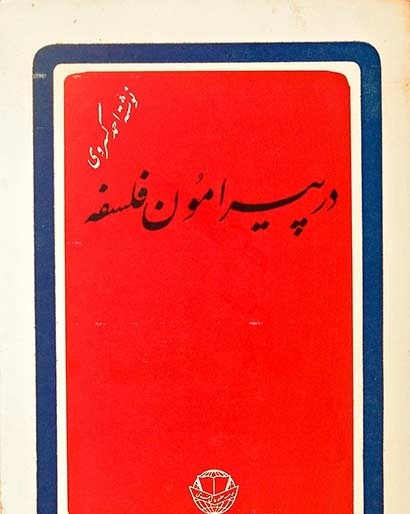 نوشته احمد کسروی
در پیرامون فلسفه